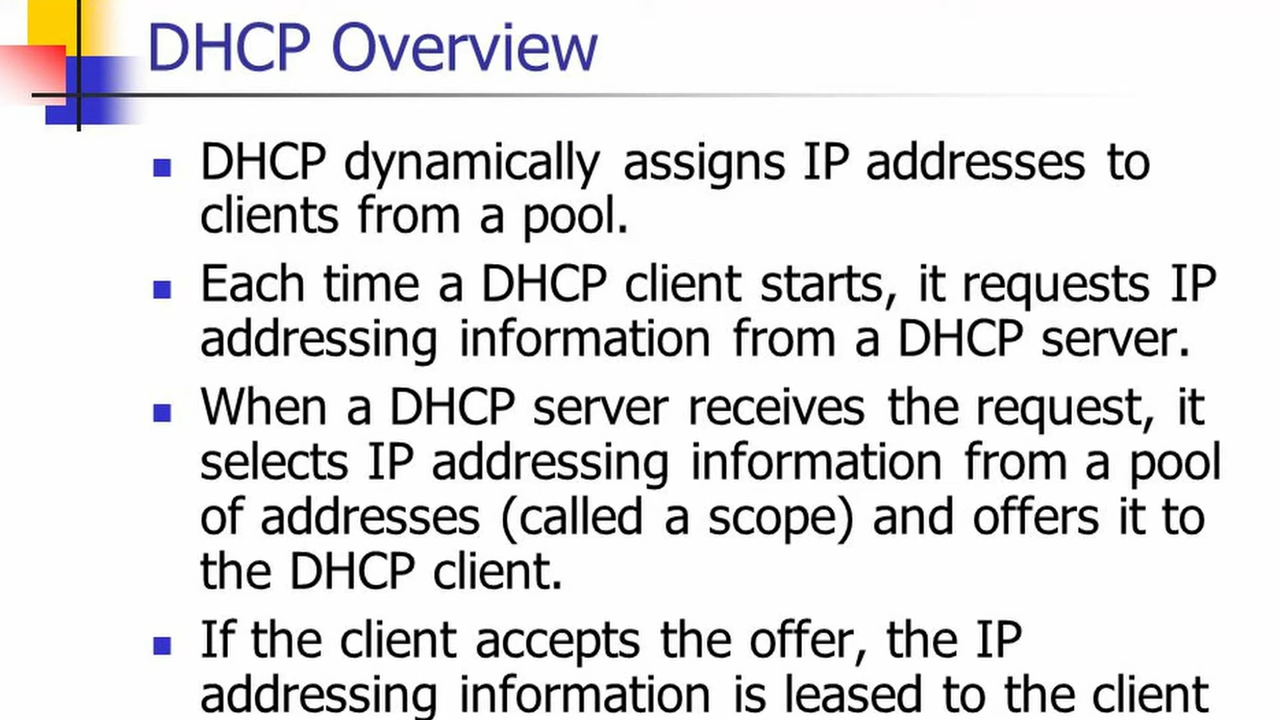 DHCP Overview
DHCP dynamically assigns IP addresses to
clients from a pool.
Each time a DHCP client starts, it requests IP
addressing information from a DHCP server.
When a DHCP server receives the request, it
selects IP addressing information from a pool
of addresses (called a scope) and offers it to
the DHCP client.
If the client accepts the offer, the IP
addressing information is leased to the client